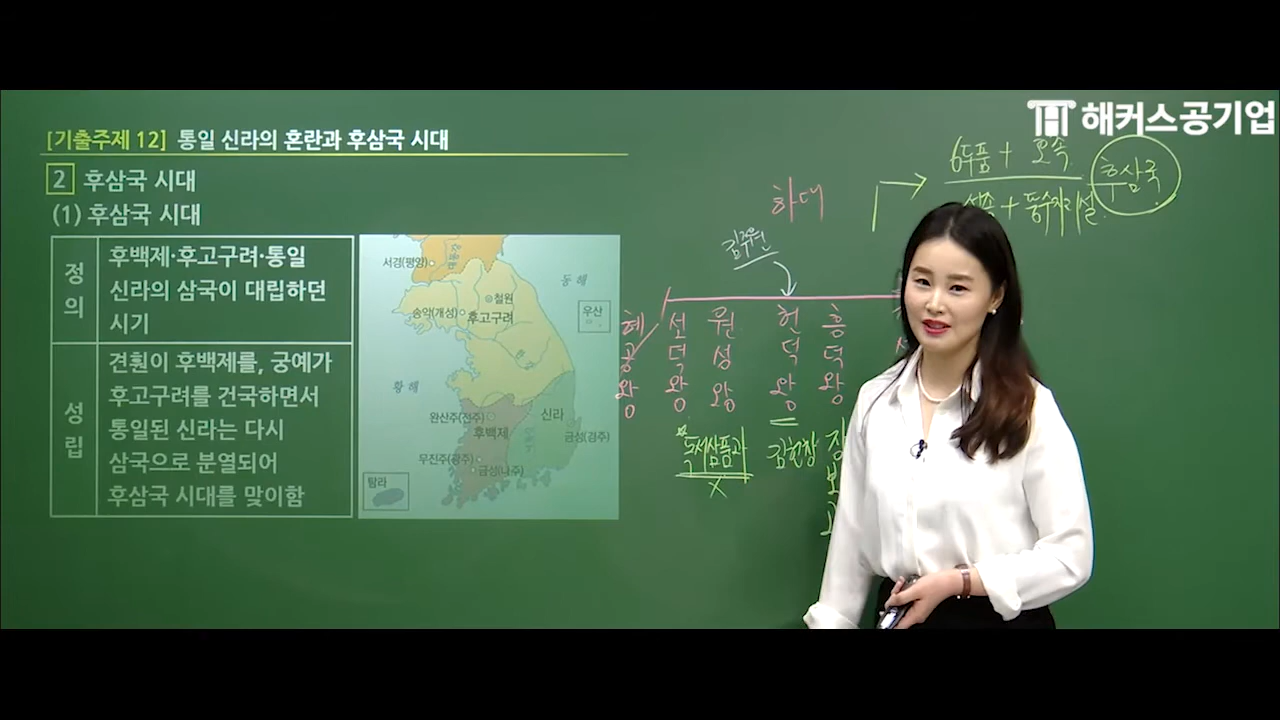 해커스공기업
[기출주제 12] 통일 신라의 혼란과 후삼국 시대
2 후삼국 시대
(1) 후삼국 시대
정의
후백제·후고구려·통일
신라의 삼국이 대립하던
시기
성립
견훤이 후백제를, 궁예가
후고구려를 건국하면서
통일된 신라는 다시
삼국으로 분열되어
후삼국 시대를 맞이함
서경(평양)
동해
철원
송악(개성)
후고구려
우산
황해
완산주(전주)
신라
후백제
금성(경주)
무진주(광주)
금성(나주)
탐라
6두품 + 호족
후삼국
선종 + 풍수지리설
하대
김주원
혜공왕
선덕왕
원성왕
헌덕왕
흥덕왕
독서삼품과
X
김헌창
장보고